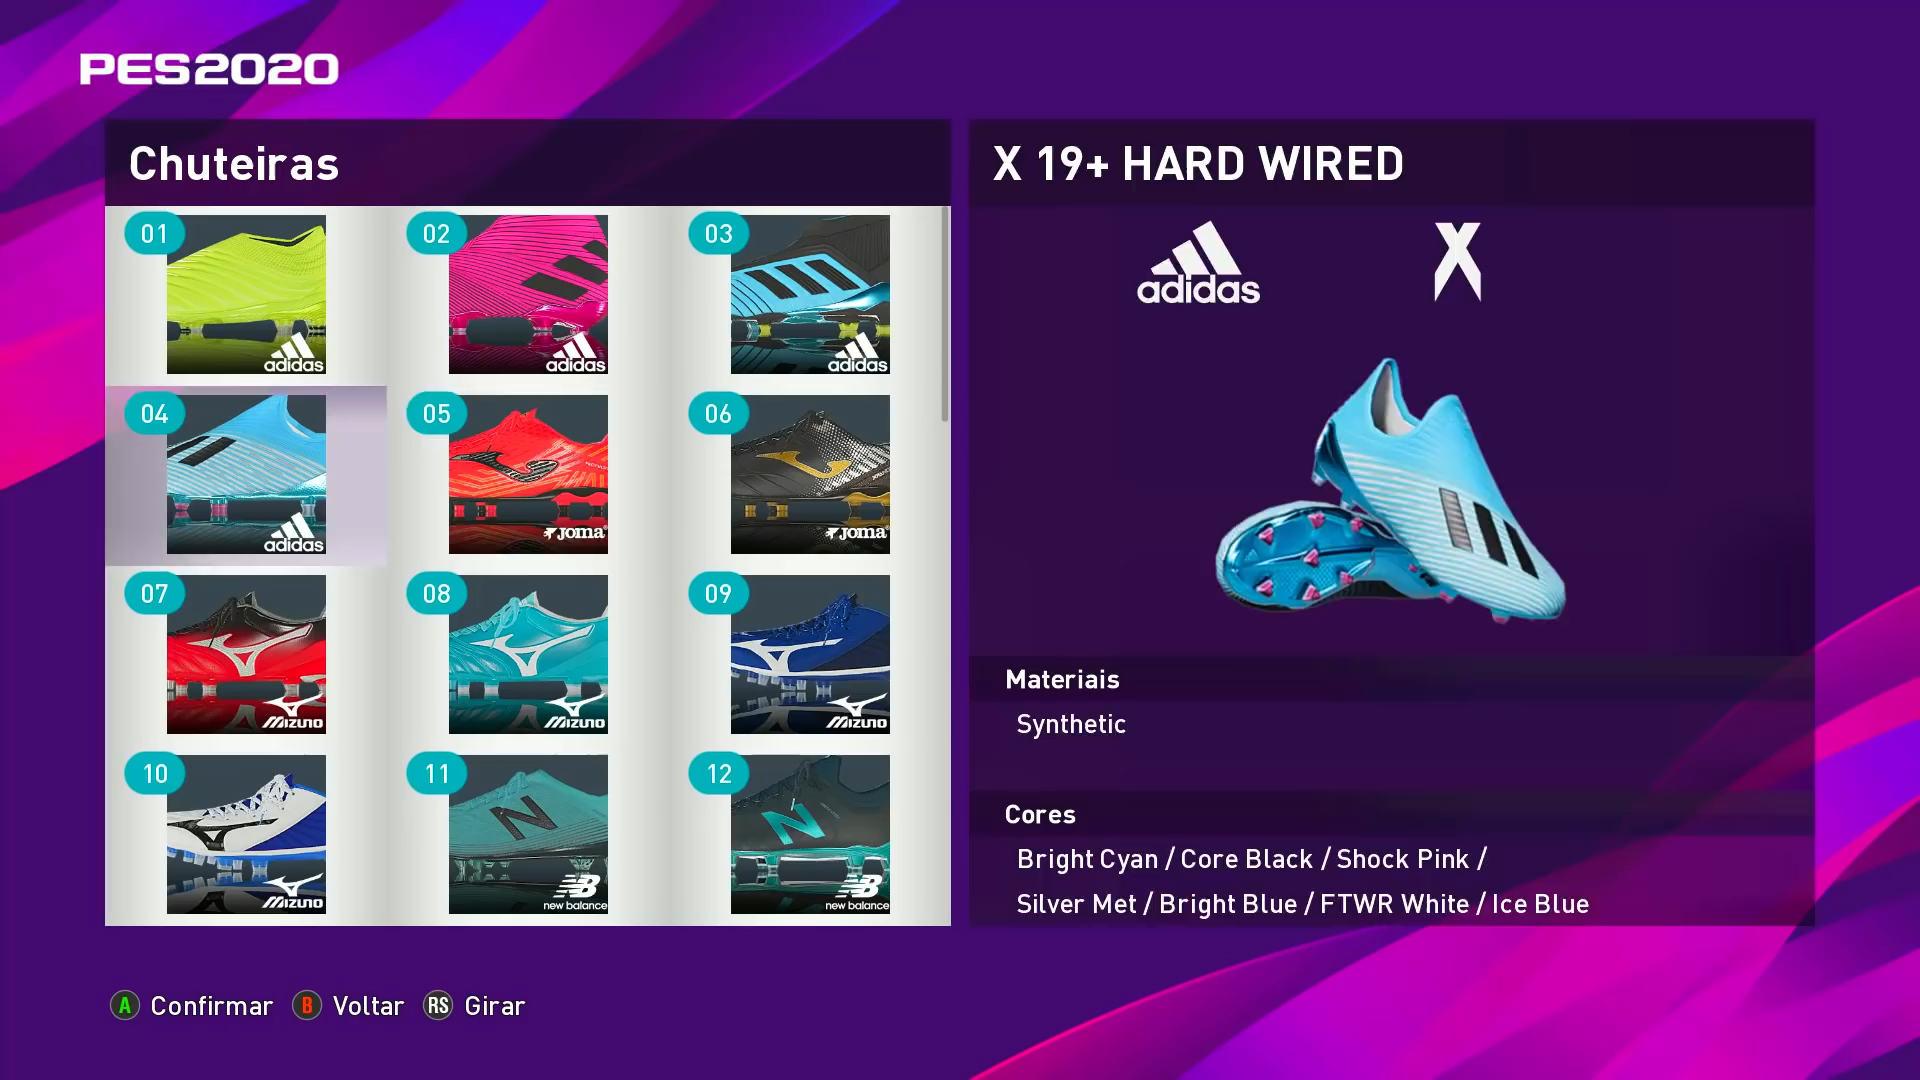 PES2020
Chuteiras
01
adidas
02
adidas
03
adidas
04
adidas
05
Joma
06
Joma
07
MIZUNO
08
MIZUNO
09
MIZUNO
10
MIZUNO
11
new balance
12
new balance
X 19+ HARD WIRED
adidas
X
Materiais
Synthetic
Cores
Bright Cyan / Core Black / Shock Pink /
Silver Met / Bright Blue / FTWR White / Ice Blue
A Confirmar B Voltar RS Girar